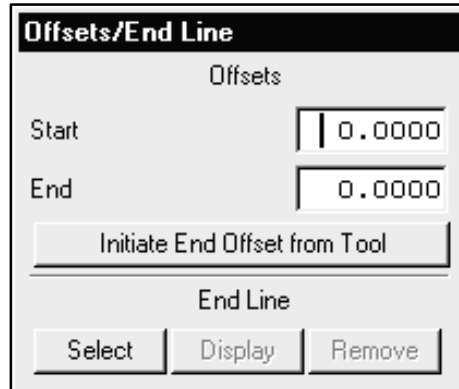 Offsets/End Line
Offsets
Start 0.0000
End 0.0000
Initiate End Offset from Tool
End Line
Select Display Remove